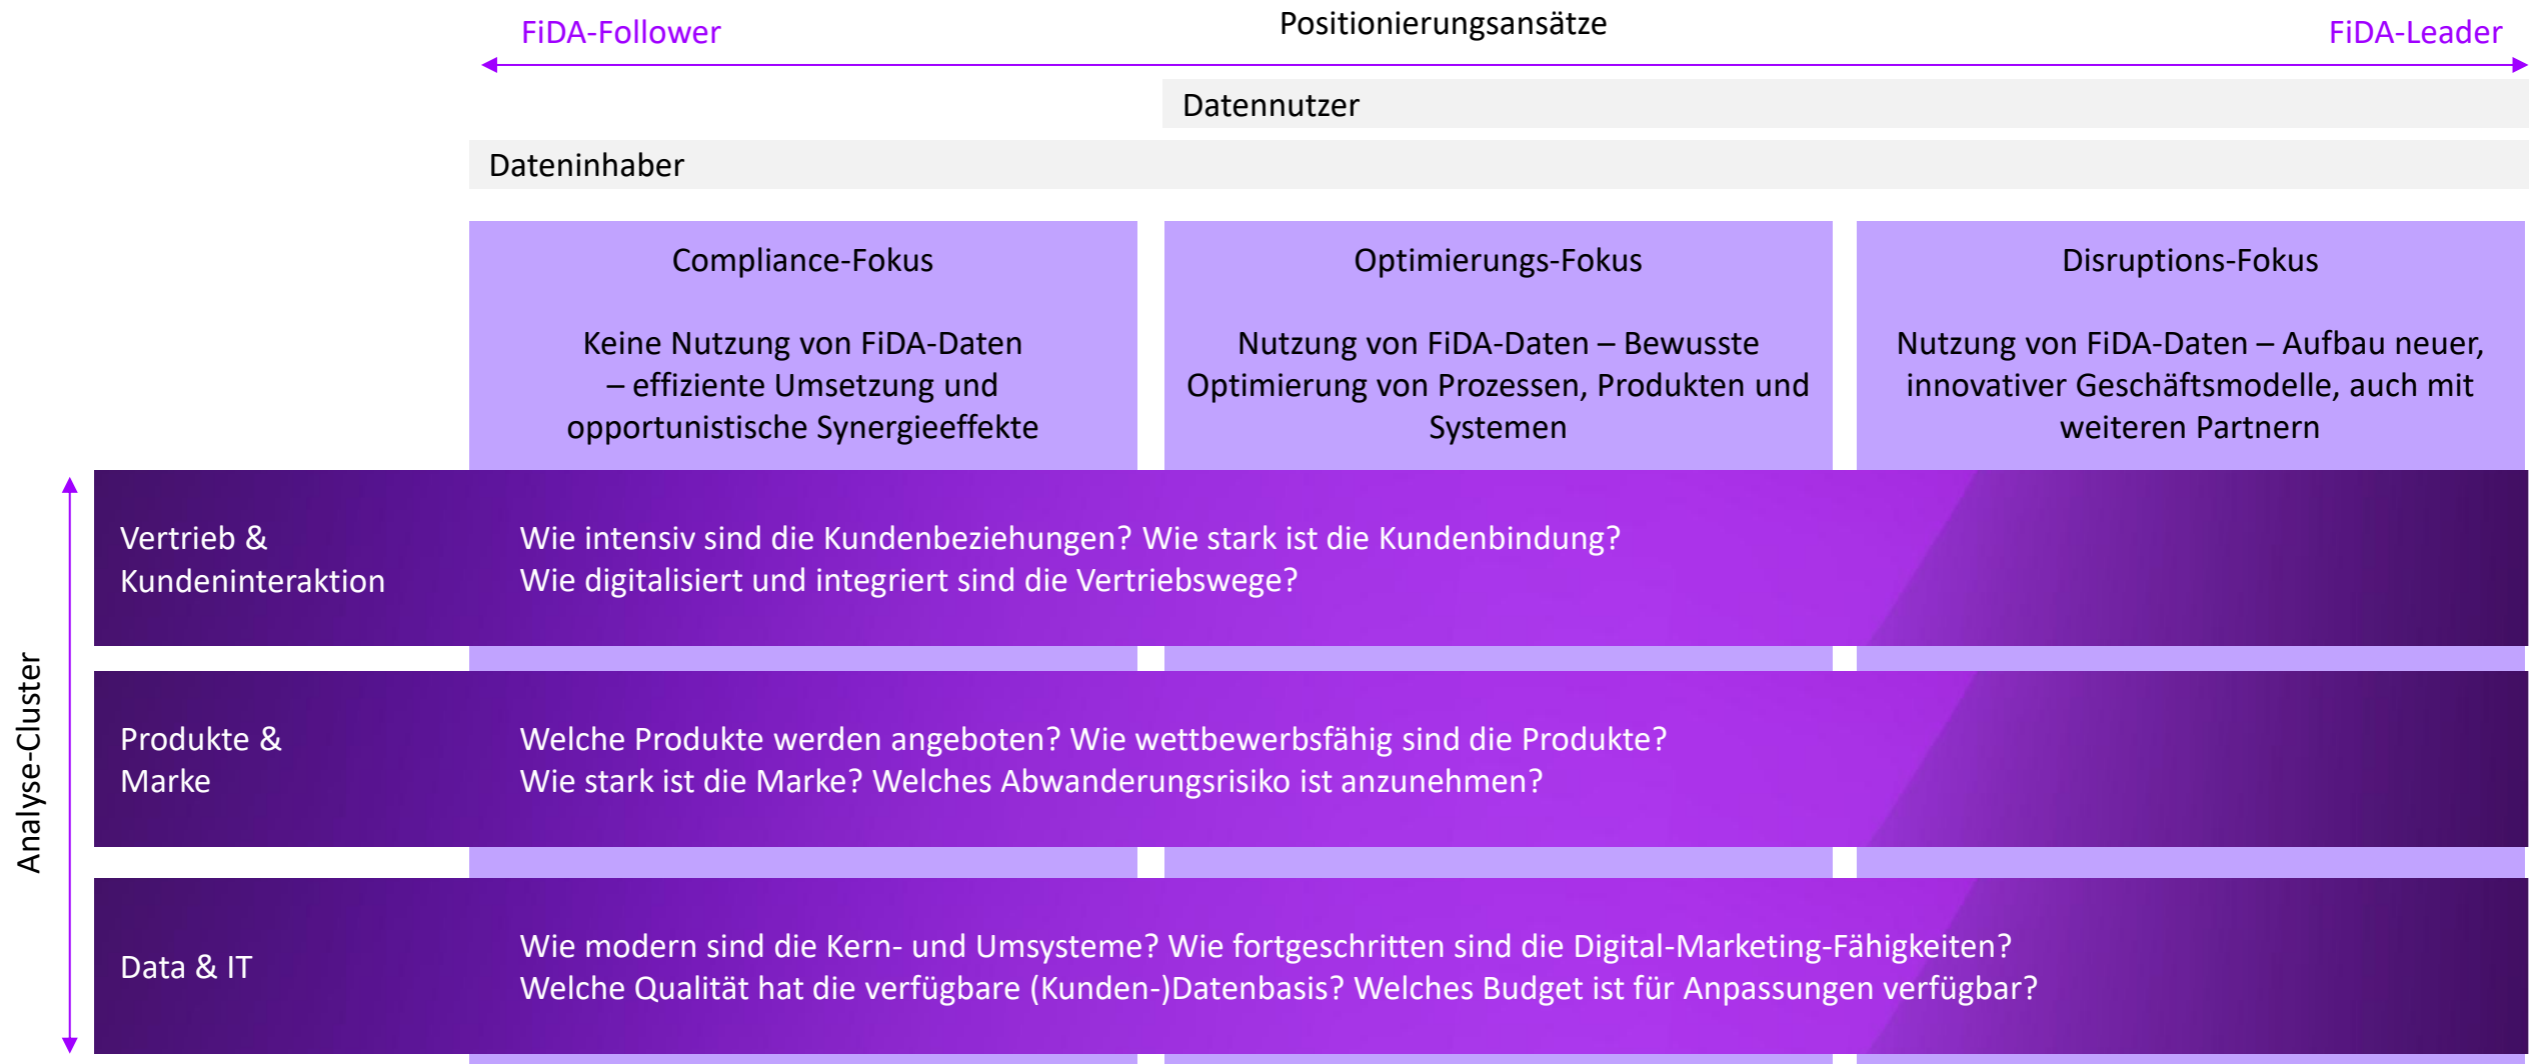 Positionierungsansätze
FiDA-Follower
FiDA-Leader
Datennutzer
Dateninhaber
Compliance-Fokus
Keine Nutzung von FiDA-Daten
– effiziente Umsetzung und
opportunistische Synergieeffekte
Optimierungs-Fokus
Nutzung von FiDA-Daten – Bewusste
Optimierung von Prozessen, Produkten und
Systemen
Disruptions-Fokus
Nutzung von FiDA-Daten – Aufbau neuer,
innovativer Geschäftsmodelle, auch mit
weiteren Partnern
Analyse-Cluster
Vertrieb &
Kundeninteraktion
Wie intensiv sind die Kundenbeziehungen? Wie stark ist die Kundenbindung?
Wie digitalisiert und integriert sind die Vertriebswege?
Produkte &
Marke
Welche Produkte werden angeboten? Wie wettbewerbsfähig sind die Produkte?
Wie stark ist die Marke? Welches Abwanderungsrisiko ist anzunehmen?
Data & IT
Wie modern sind die Kern- und Umsysteme? Wie fortgeschritten sind die Digital-Marketing-Fähigkeiten?
Welche Qualität hat die verfügbare (Kunden-)Datenbasis? Welches Budget ist für Anpassungen verfügbar?